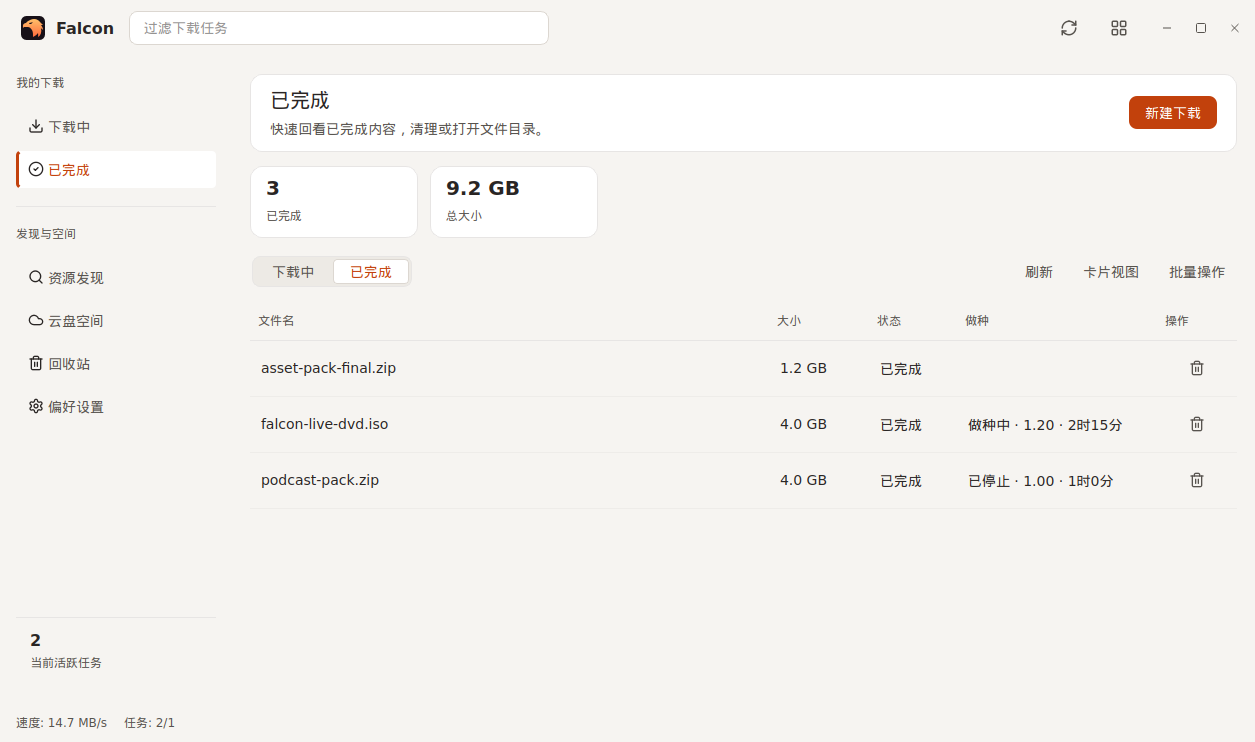 Falcon
过滤下载任务
我的下载
下载中
已完成
发现与空间
资源发现
云盘空间
回收站
偏好设置
2
当前活跃任务
速度: 14.7 MB/s 任务: 2/1
已完成
快速回看已完成内容，清理或打开文件目录。
新建下载
3
已完成
9.2 GB
总大小
下载中 已完成 刷新 卡片视图 批量操作
文件名 大小 状态 做种 操作
asset-pack-final.zip 1.2 GB 已完成
falcon-live-dvd.iso 4.0 GB 已完成 做种中 · 1.20 · 2时15分
podcast-pack.zip 4.0 GB 已完成 已停止 · 1.00 · 1时0分